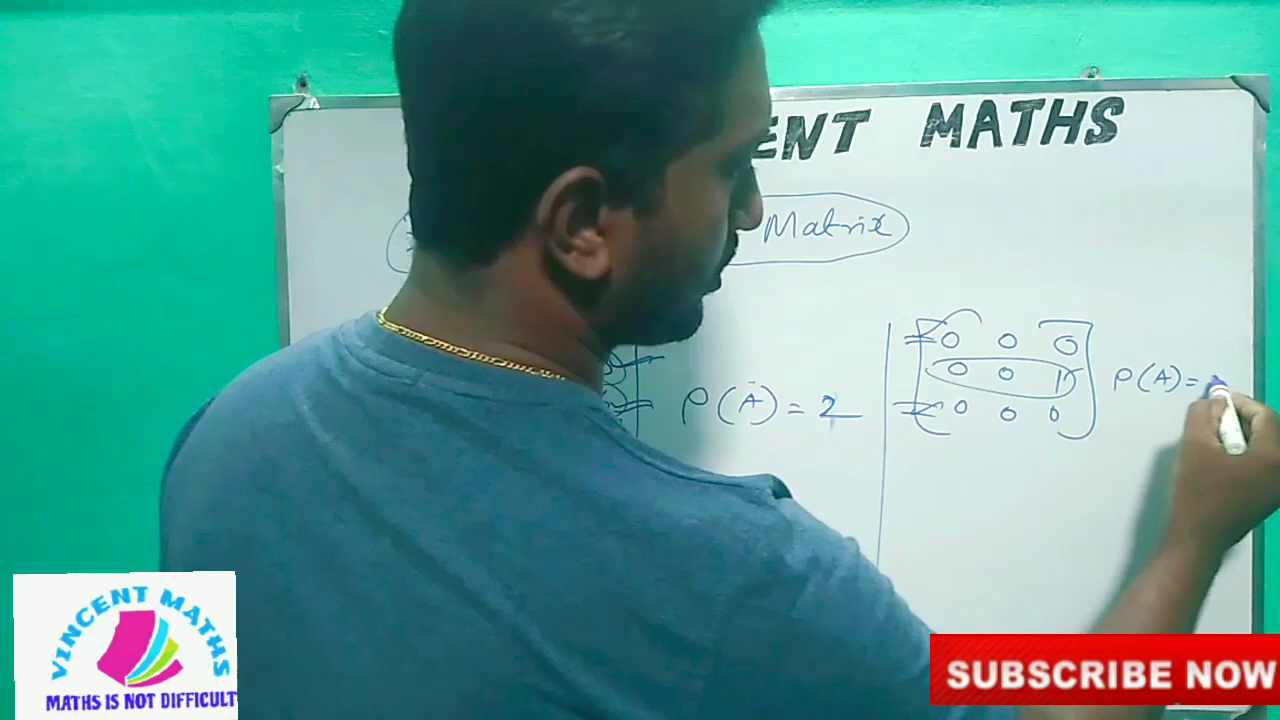 ENT MATHS
Matrix
ρ(A) = 2
0 0 0
0 0 1
0 0 0
ρ(A) =
VINCENT MATHS
MATHS IS NOT DIFFICULT
SUBSCRIBE NOW